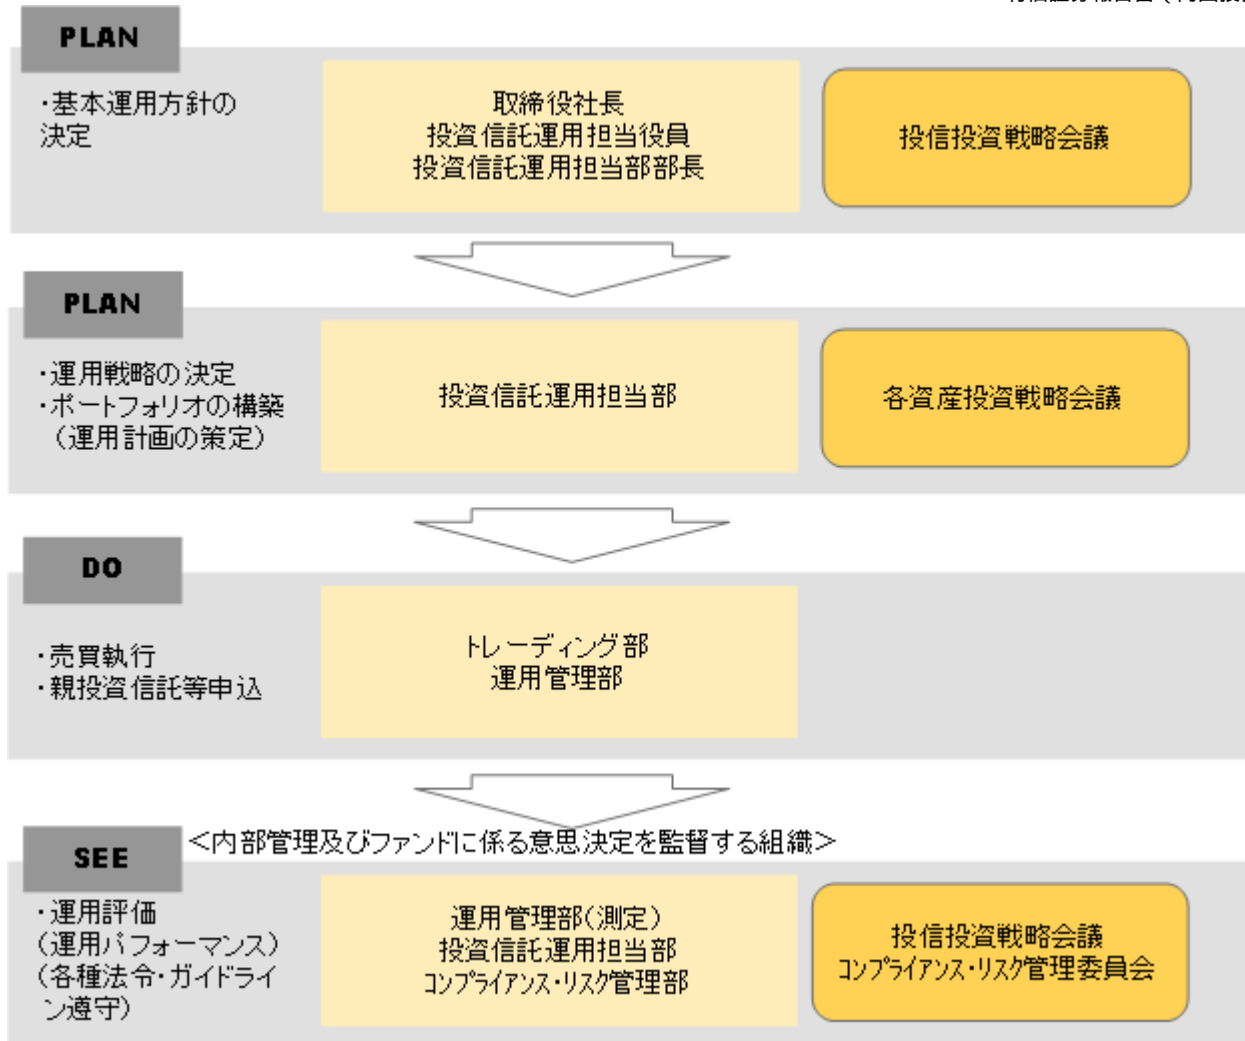 PLAN
・基本運用方針の
決定
取締役社長
投資信託運用担当役員
投資信託運用担当部部長
投信投資戦略会議
PLAN
・運用戦略の決定
・ポートフォリオの構築
（運用計画の策定）
投資信託運用担当部
各資産投資戦略会議
DO
・売買執行
・親投資信託等申込
トレーディング部
運用管理部
SEE
＜内部管理及びファンドに係る意思決定を監督する組織＞
・運用評価
（運用パフォーマンス）
（各種法令・ガイドライ
ン遵守）
運用管理部（測定）
投資信託運用担当部
コンプライアンス・リスク管理部
投信投資戦略会議
コンプライアンス・リスク管理委員会